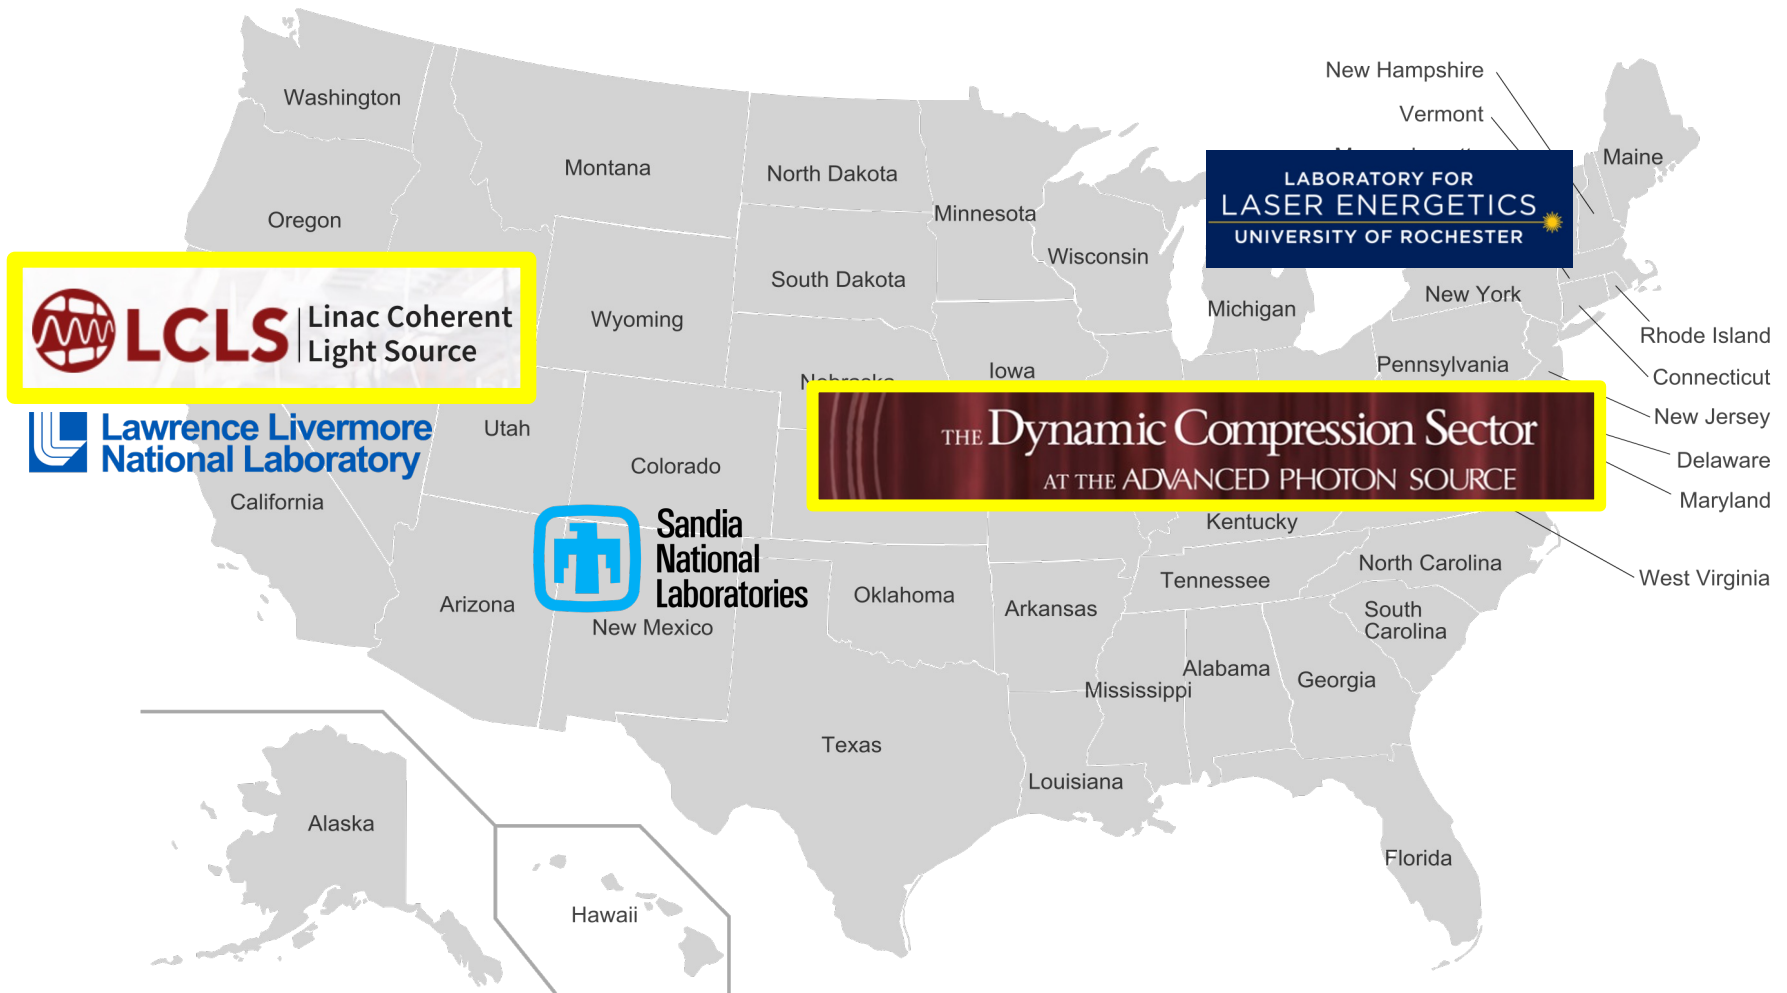 New Hampshire
Washington
Vermont
Maine
Montana
North Dakota
LABORATORY FOR
LASER ENERGETICS
UNIVERSITY OF ROCHESTER
Minnesota
Oregon
Wisconsin
South Dakota
New York
Michigan
Wyoming
LCLS
Linac Coherent
Light Source
Rhode Island
Pennsylvania
Iowa
Connecticut
Nebraska
New Jersey
Lawrence Livermore
National Laboratory
Utah
THE Dynamic Compression Sector
AT THE ADVANCED PHOTON SOURCE
Delaware
Colorado
California
Maryland
Kentucky
Sandia
National
Laboratories
North Carolina
West Virginia
Tennessee
Oklahoma
Arizona
Arkansas
South
Carolina
New Mexico
Alabama
Georgia
Mississippi
Texas
Louisiana
Alaska
Florida
Hawaii